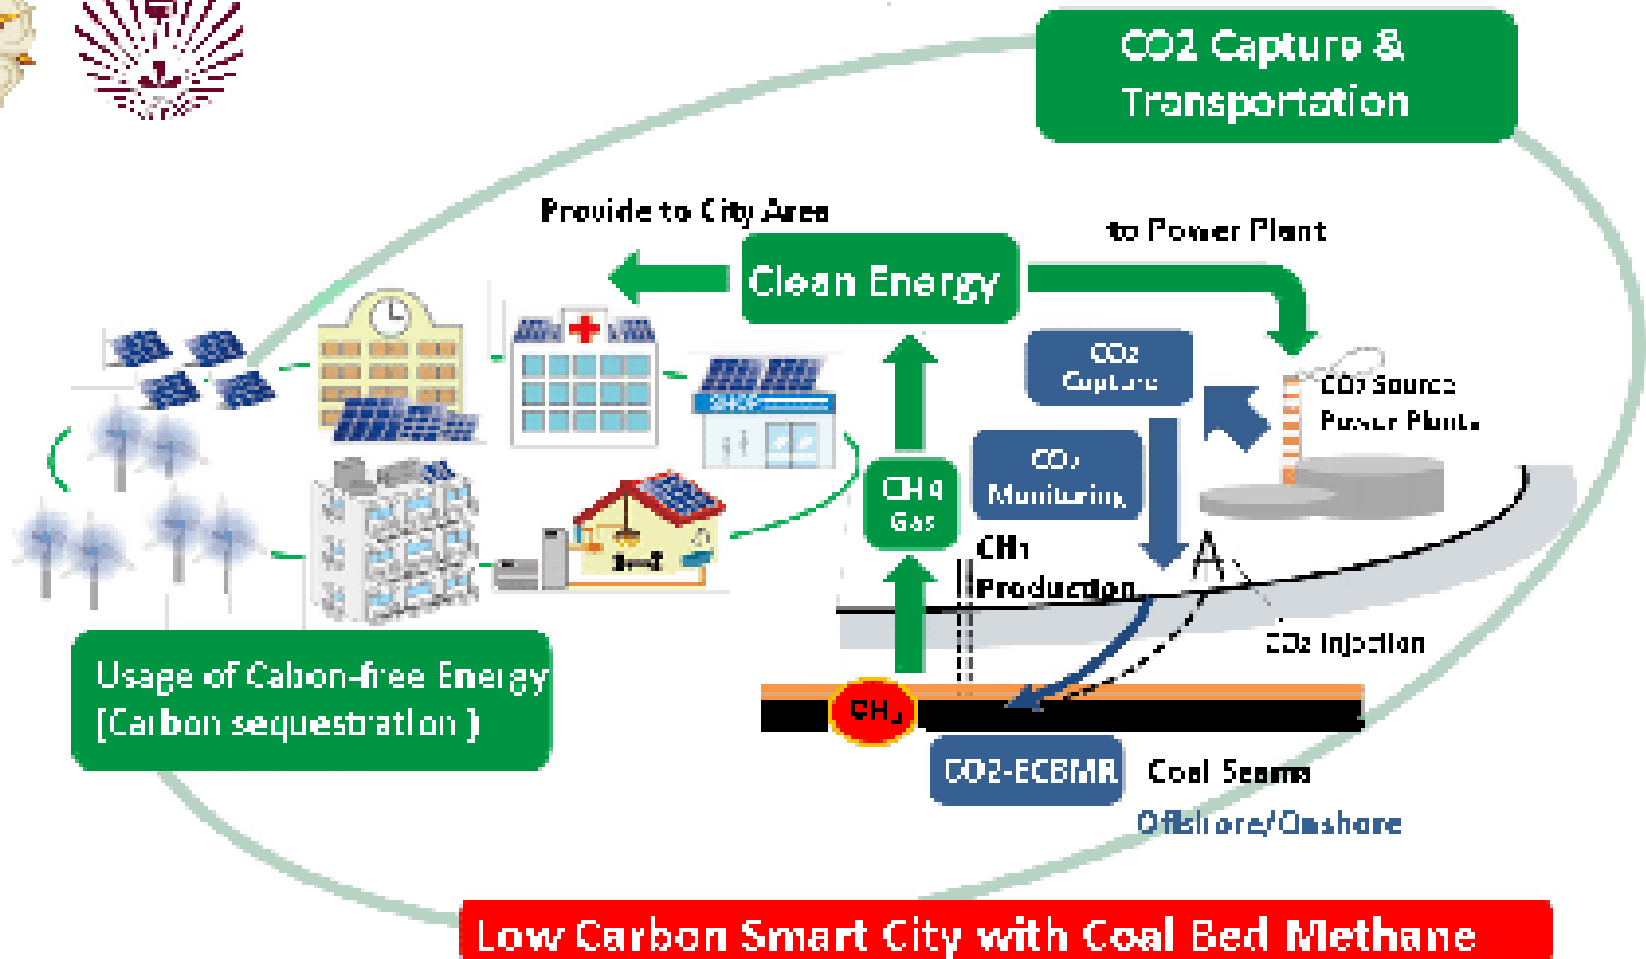 CO2 Capture &
Transportation
Provide to City Area
to Power Plant
Clean Energy
CO2
Capture
CO2 Source
Power Plants
SHOP
CO2
Monitoring
CH4
Gas
CH4
Production
CO2 Injection
Usage of Cabon-free Energy
(Carbon sequestration )
CH4
CO2-ECBMR
Coal Seams
Offshore/Onshore
Low Carbon Smart City with Coal Bed Methane